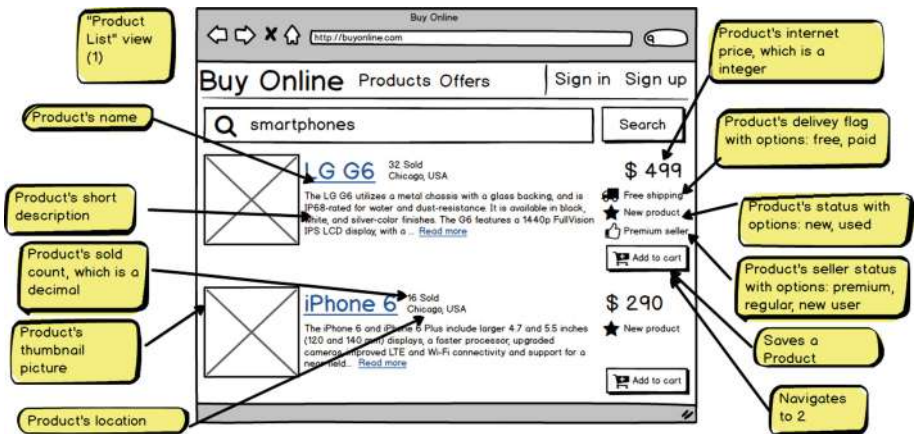 "Product
List" view
(1)
Buy Online
http://buyonline.com
Buy Online Products Offers Sign in Sign up
smartphones
Search
LG G6
32 Sold
Chicago, USA
The LG G6 utilizes a metal chassis with a glass backing, and is
IP68-rated for water and dust-resistance. It is available in black,
white, and silver-color finishes. The G6 features a 1440p FullVision
IPS LCD display, with a ... Read more
$ 499
Free shipping
New product
Premium seller
Add to cart
iPhone 6
16 Sold
Chicago, USA
The iPhone 6 and iPhone 6 Plus include larger 4.7 and 5.5 inches
(120 and 140 mm) displays, a faster processor, upgraded
cameras, improved LTE and Wi-Fi connectivity and support for a
near-field... Read more
$ 290
New product
Add to cart
Product's name
Product's short
description
Product's sold
count, which is a
decimal
Product's
thumbnail
picture
Product's location
Product's internet
price, which is a
integer
Product's delivey flag
with options: free, paid
Product's status with
options: new, used
Product's seller status
with options: premium,
regular, new user
Saves a
Product
Navigates
to 2